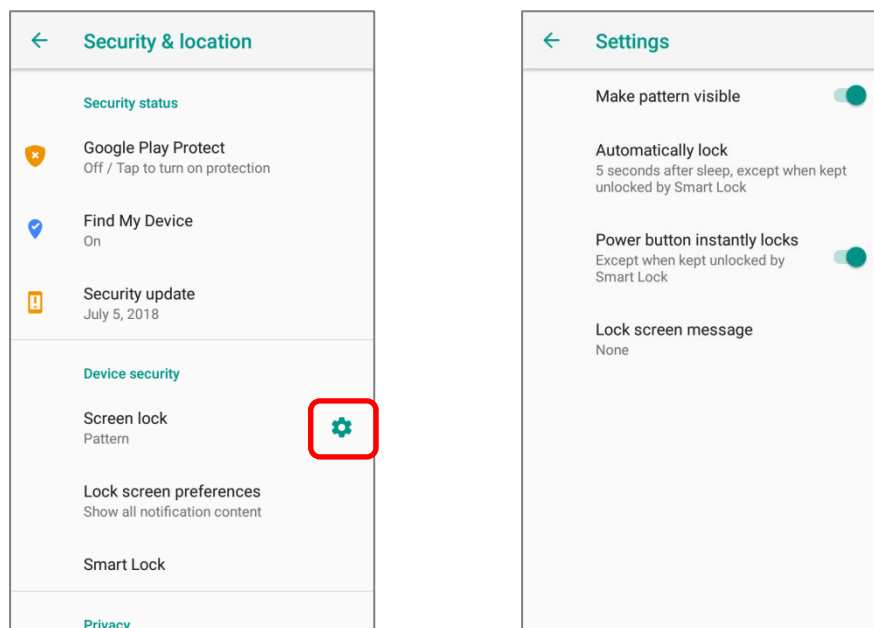 Security & location
Security status
Google Play Protect
Off / Tap to turn on protection
Find My Device
On
Security update
July 5, 2018
Device security
Screen lock
Pattern
Lock screen preferences
Show all notification content
Smart Lock
Privacy
Settings
Make pattern visible
Automatically lock
5 seconds after sleep, except when kept
unlocked by Smart Lock
Power button instantly locks
Except when kept unlocked by
Smart Lock
Lock screen message
None